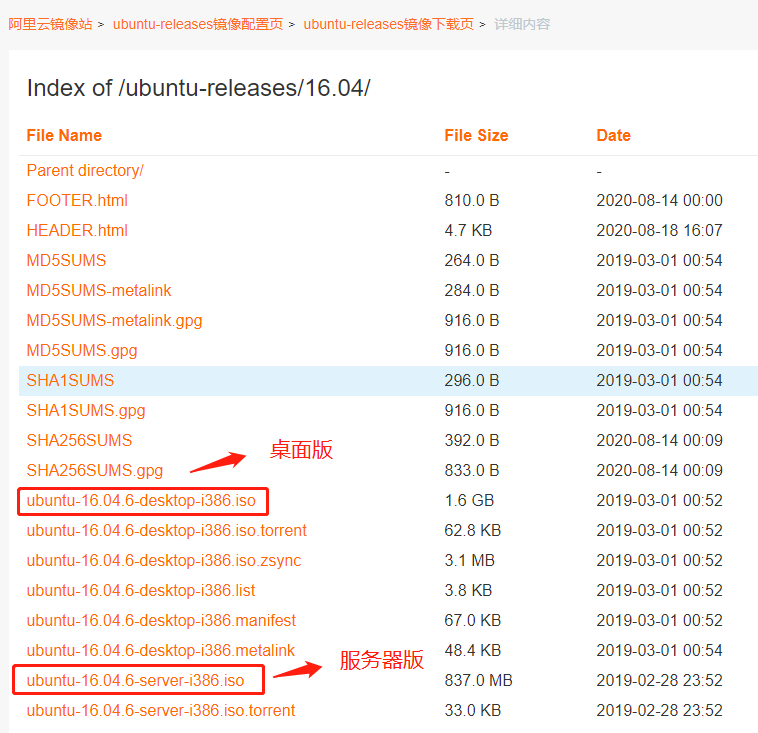 阿里云镜像站 > ubuntu-releases镜像配置页 > ubuntu-releases镜像下载页 > 详细内容
Index of /ubuntu-releases/16.04/
File Name File Size Date
Parent directory/ - -
FOOTER.html 810.0 B 2020-08-14 00:00
HEADER.html 4.7 KB 2020-08-18 16:07
MD5SUMS 264.0 B 2019-03-01 00:54
MD5SUMS-metalink 284.0 B 2019-03-01 00:54
MD5SUMS-metalink.gpg 916.0 B 2019-03-01 00:54
MD5SUMS.gpg 916.0 B 2019-03-01 00:54
SHA1SUMS 296.0 B 2019-03-01 00:54
SHA1SUMS.gpg 916.0 B 2019-03-01 00:54
SHA256SUMS 392.0 B 2020-08-14 00:09
桌面版
SHA256SUMS.gpg 833.0 B 2020-08-14 00:09
ubuntu-16.04.6-desktop-i386.iso 1.6 GB 2019-03-01 00:52
ubuntu-16.04.6-desktop-i386.iso.torrent 62.8 KB 2019-03-01 00:52
ubuntu-16.04.6-desktop-i386.iso.zsync 3.1 MB 2019-03-01 00:52
ubuntu-16.04.6-desktop-i386.list 3.8 KB 2019-03-01 00:52
ubuntu-16.04.6-desktop-i386.manifest 67.0 KB 2019-03-01 00:52
ubuntu-16.04.6-desktop-i386.metalink 48.4 KB 2019-03-01 00:54
服务器版
ubuntu-16.04.6-server-i386.iso 837.0 MB 2019-02-28 23:52
ubuntu-16.04.6-server-i386.iso.torrent 33.0 KB 2019-02-28 23:52